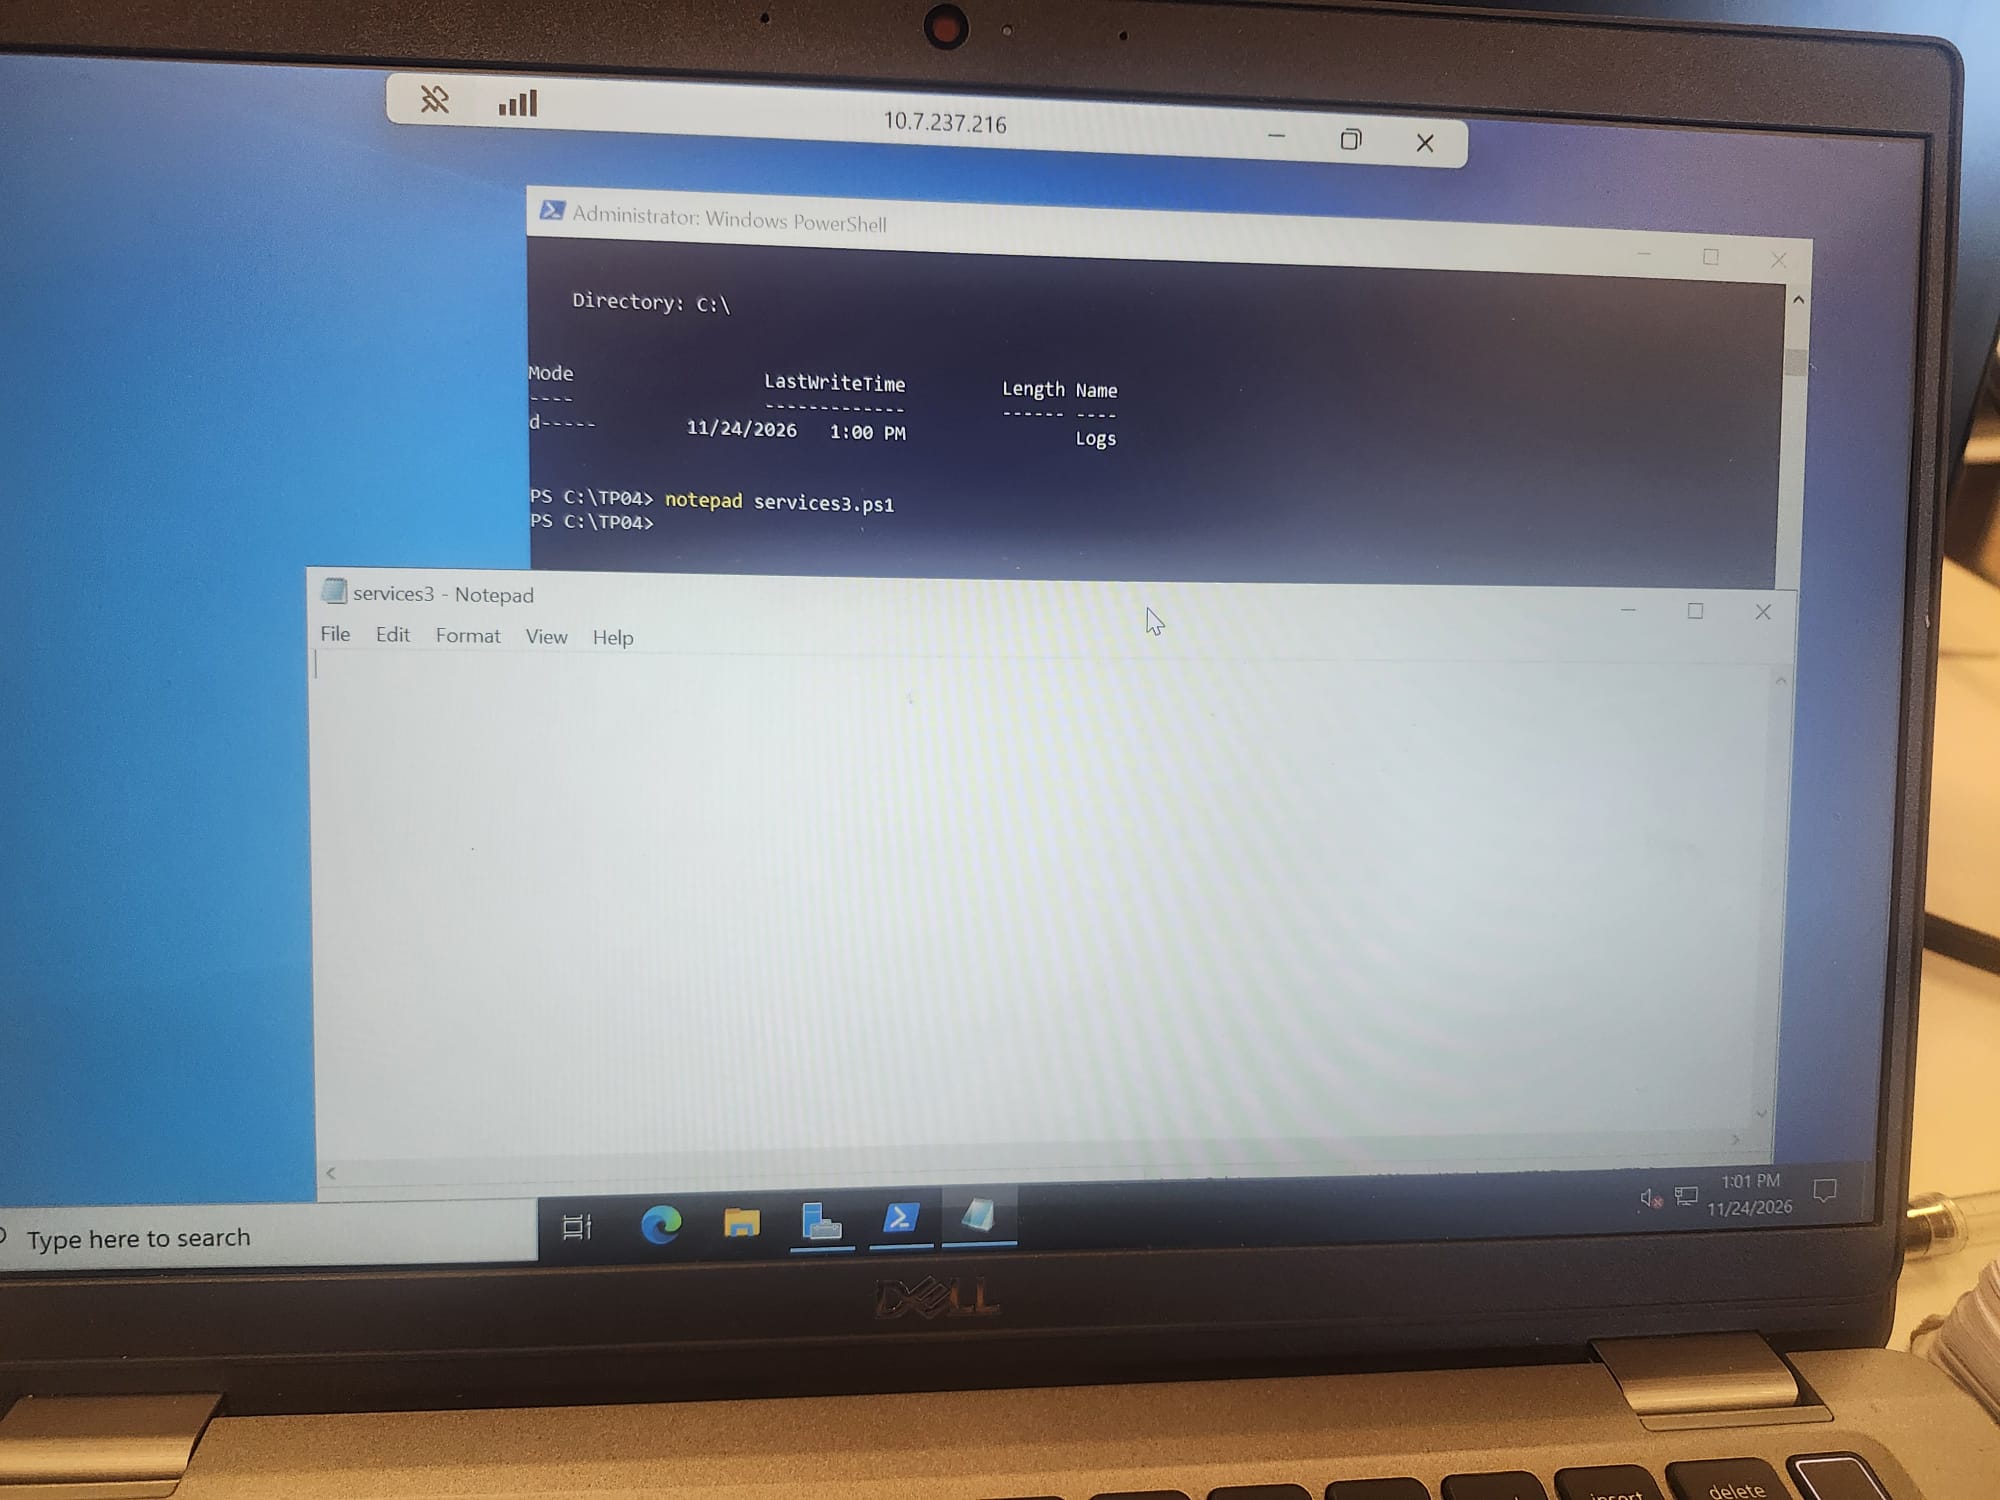 10.7.237.216
Administrator: Windows PowerShell
Directory: C:\
Mode LastWriteTime Length Name
---- ------------- ------ ----
d----- 11/24/2026 1:00 PM Logs
PS C:\TP04> notepad services3.ps1
PS C:\TP04>
services3 - Notepad
File Edit Format View Help
Type here to search
1:01 PM
11/24/2026
DELL
insert
delete